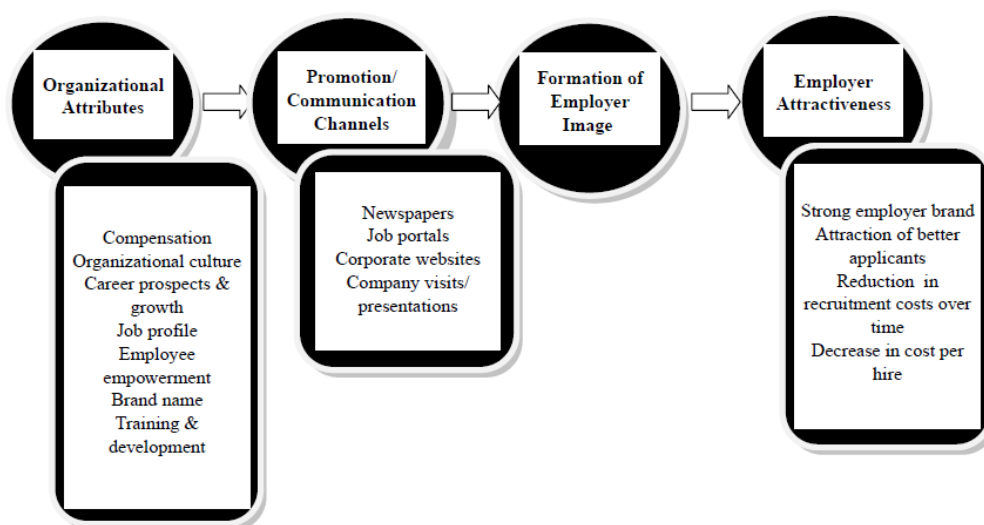 Organizational
Attributes
Promotion/
Communication
Channels
Formation of
Employer
Image
Employer
Attractiveness
Compensation
Organizational culture
Career prospects &
growth
Job profile
Employee
empowerment
Brand name
Training &
development
Newspapers
Job portals
Corporate websites
Company visits/
presentations
Strong employer brand
Attraction of better
applicants
Reduction in
recruitment costs over
time
Decrease in cost per
hire